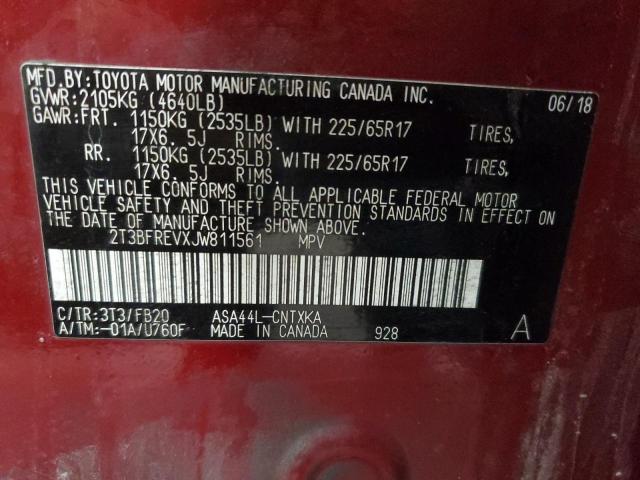 MFD.BY:TOYOTA MOTOR MANUFACTURING CANADA INC. 06/18
GVWR:2105KG (4640LB)
GAWR:FRT. 1150KG (2535LB) WITH 225/65R17 TIRES,
17X6. 5J RIMS.
RR. 1150KG (2535LB) WITH 225/65R17 TIRES,
17X6. 5J RIMS.
THIS VEHICLE CONFORMS TO ALL APPLICABLE FEDERAL MOTOR
VEHICLE SAFETY AND THEFT PREVENTION STANDARDS IN EFFECT ON
THE DATE OF MANUFACTURE SHOWN ABOVE.
2T3BFREVXJW811561 MPV
C/TR:3T3/FB20 ASA44L-CNTXKA
A/TM:-01A/U760F MADE IN CANADA 928 A